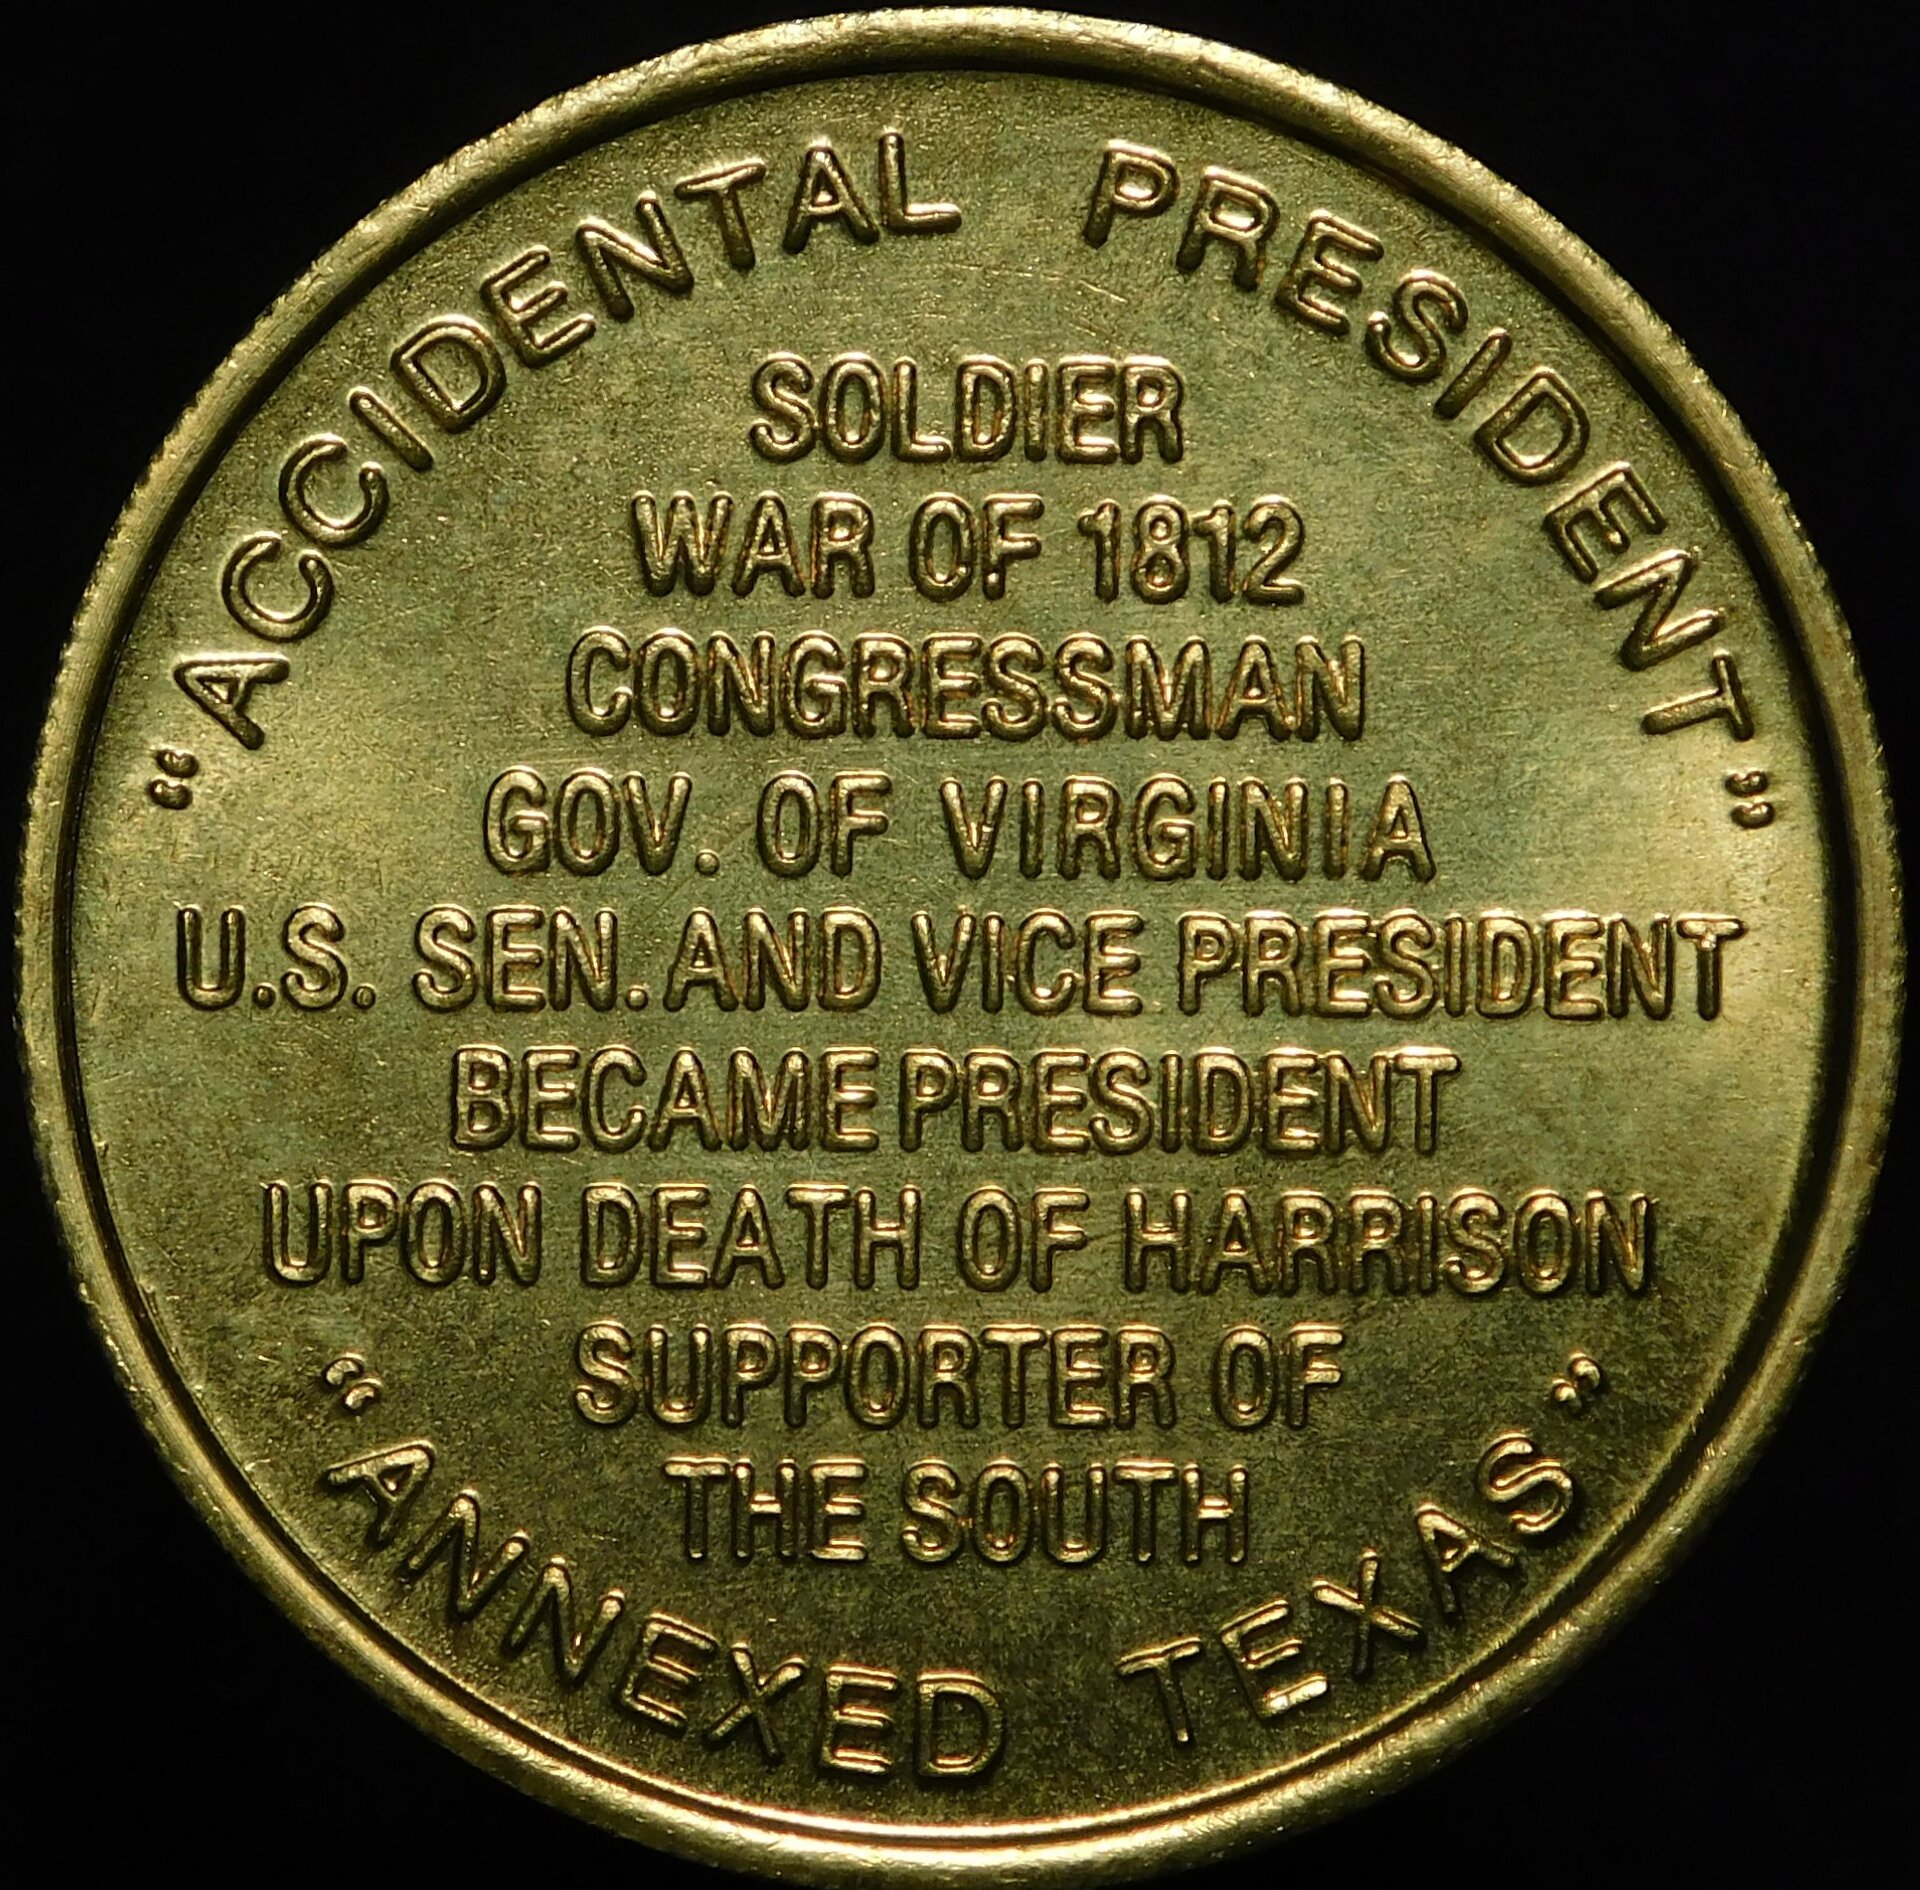 “ACCIDENTAL PRESIDENT”
SOLDIER
WAR OF 1812
CONGRESSMAN
GOV. OF VIRGINIA
U.S. SEN. AND VICE PRESIDENT
BECAME PRESIDENT
UPON DEATH OF HARRISON
SUPPORTER OF
THE SOUTH
“ANNEXED TEXAS”